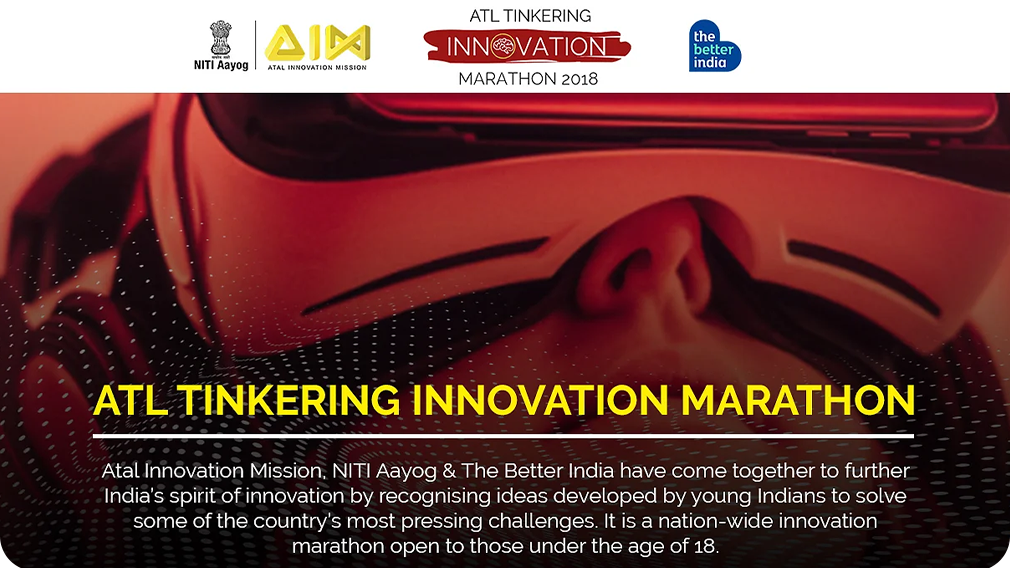 NITI Aayog
AIM
ATAL INNOVATION MISSION
ATL TINKERING
INNOVATION
MARATHON 2018
the
better
india
ATL TINKERING INNOVATION MARATHON
Atal Innovation Mission, NITI Aayog & The Better India have come together to further
India's spirit of innovation by recognising ideas developed by young Indians to solve
some of the country's most pressing challenges. It is a nation-wide innovation
marathon open to those under the age of 18.